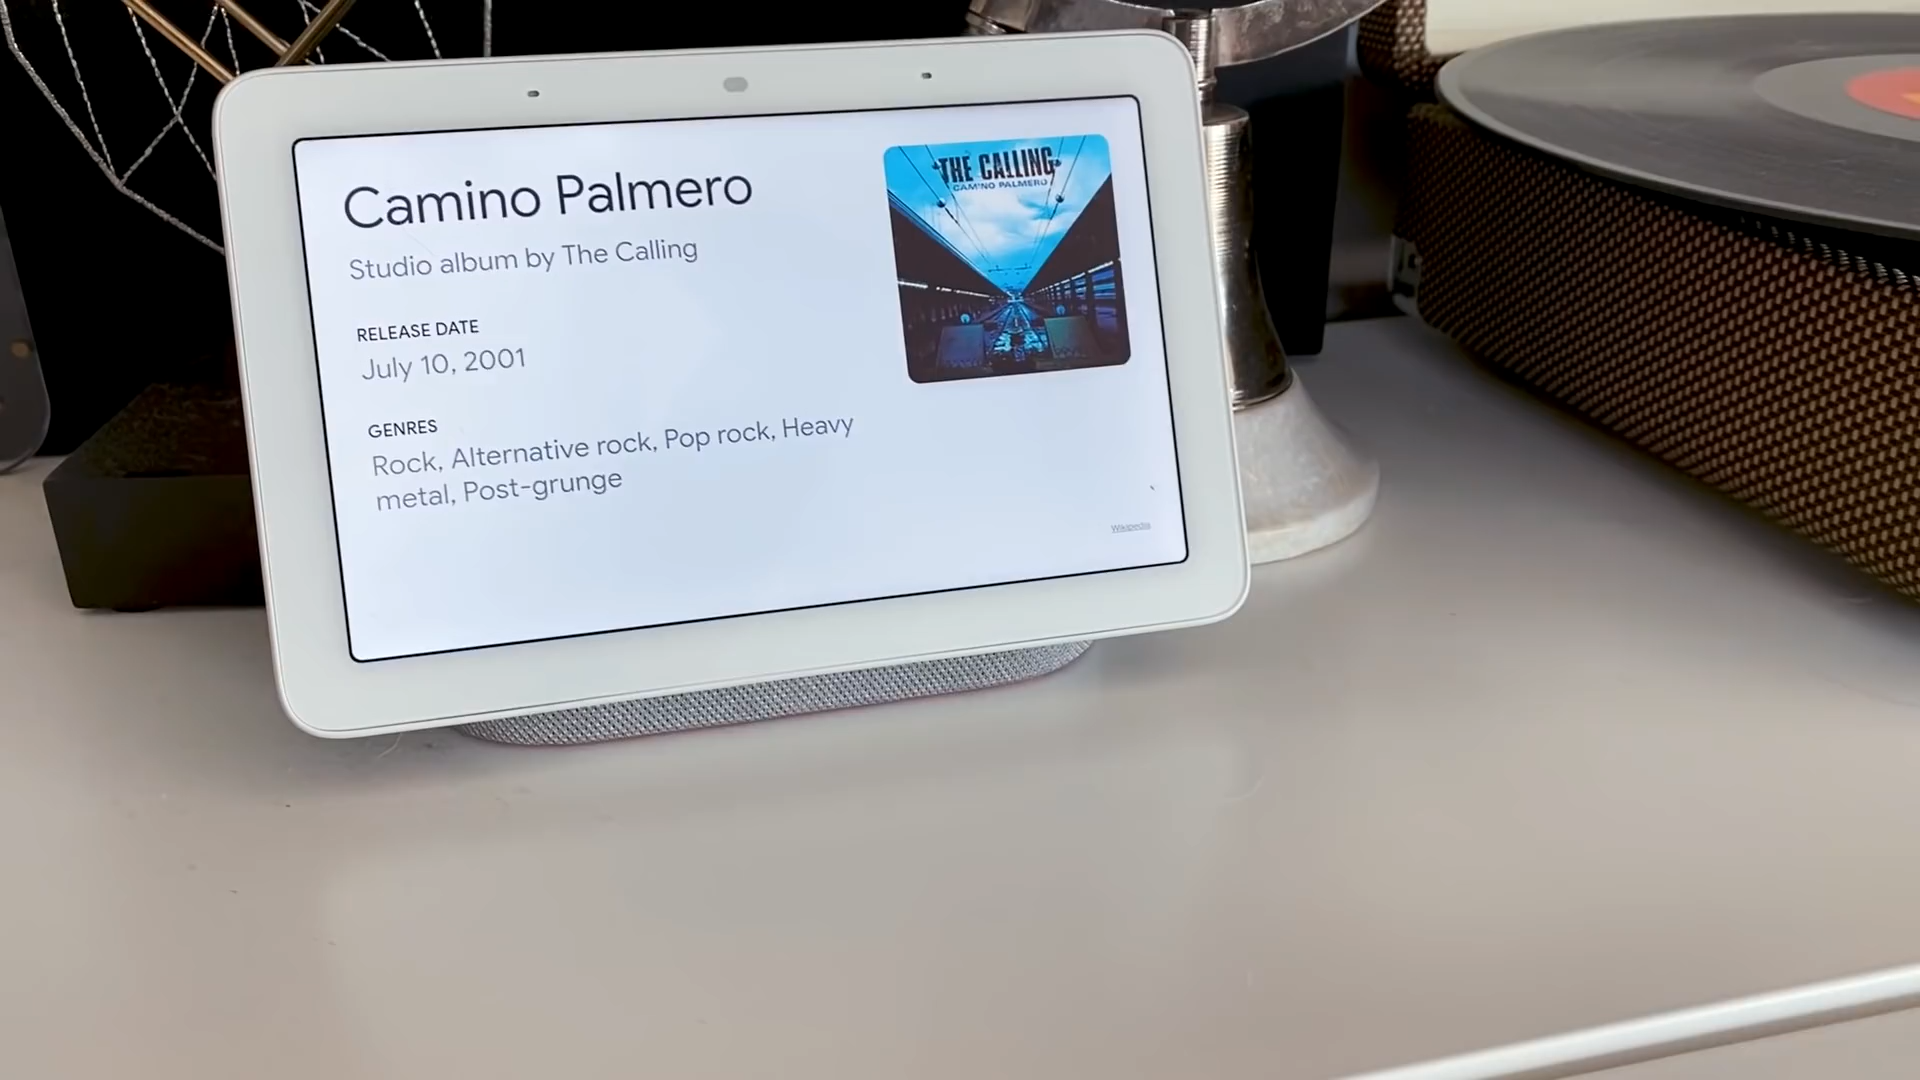 Camino Palmero
Studio album by The Calling
RELEASE DATE
July 10, 2001
GENRES
Rock, Alternative rock, Pop rock, Heavy
metal, Post-grunge
THE CALLING
CAMINO PALMERO
Wikipedia